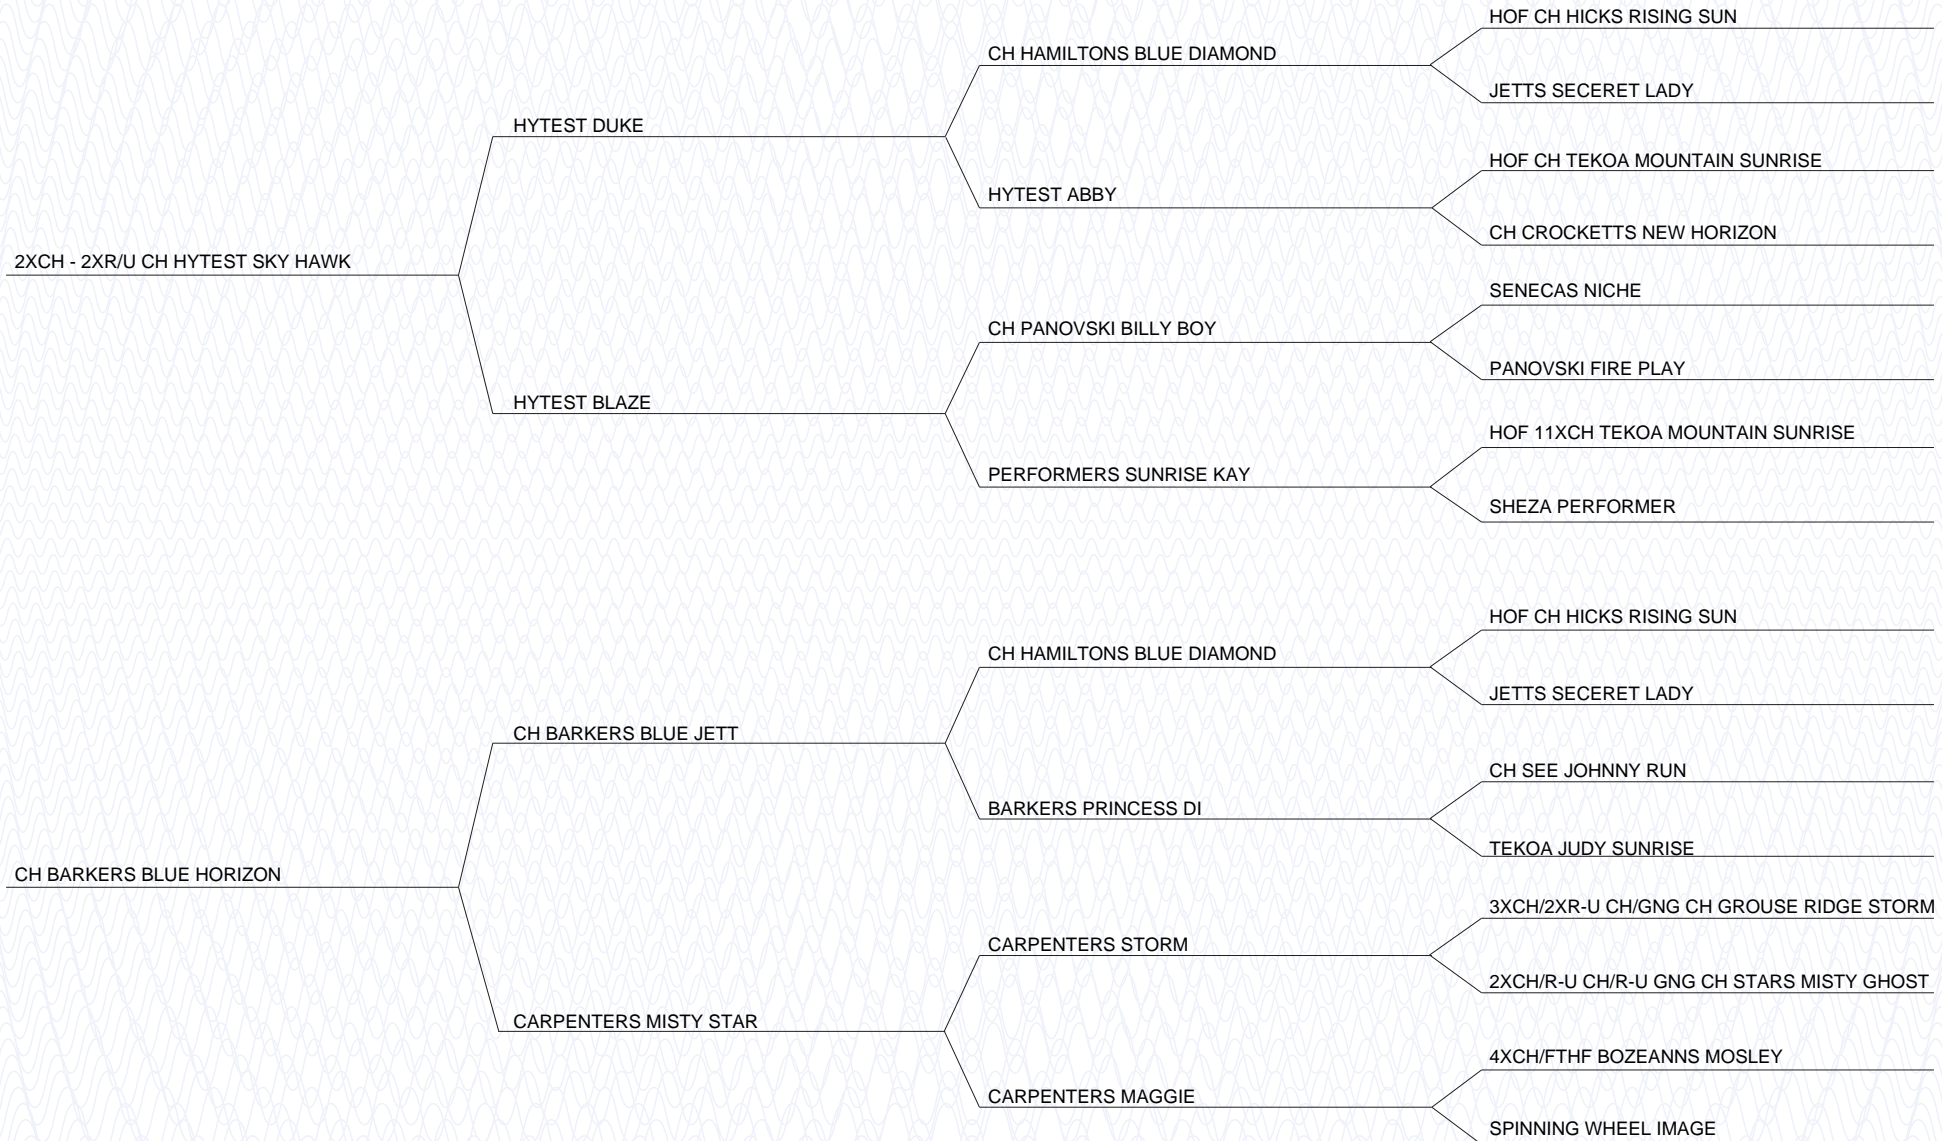 HOF CH HICKS RISING SUN
CH HAMILTONS BLUE DIAMOND
JETTS SECERET LADY
HYTEST DUKE
HOF CH TEKOA MOUNTAIN SUNRISE
HYTEST ABBY
CH CROCKETTS NEW HORIZON
2XCH - 2XR/U CH HYTEST SKY HAWK
SENECAS NICHE
CH PANOVSKI BILLY BOY
PANOVSKI FIRE PLAY
HYTEST BLAZE
HOF 11XCH TEKOA MOUNTAIN SUNRISE
PERFORMERS SUNRISE KAY
SHEZA PERFORMER
HOF CH HICKS RISING SUN
CH HAMILTONS BLUE DIAMOND
JETTS SECERET LADY
CH BARKERS BLUE JETT
CH SEE JOHNNY RUN
BARKERS PRINCESS DI
TEKOA JUDY SUNRISE
CH BARKERS BLUE HORIZON
3XCH/2XR-U CH/GNG CH GROUSE RIDGE STORM
CARPENTERS STORM
2XCH/R-U CH/R-U GNG CH STARS MISTY GHOST
CARPENTERS MISTY STAR
4XCH/FTHF BOZEANNS MOSLEY
CARPENTERS MAGGIE
SPINNING WHEEL IMAGE